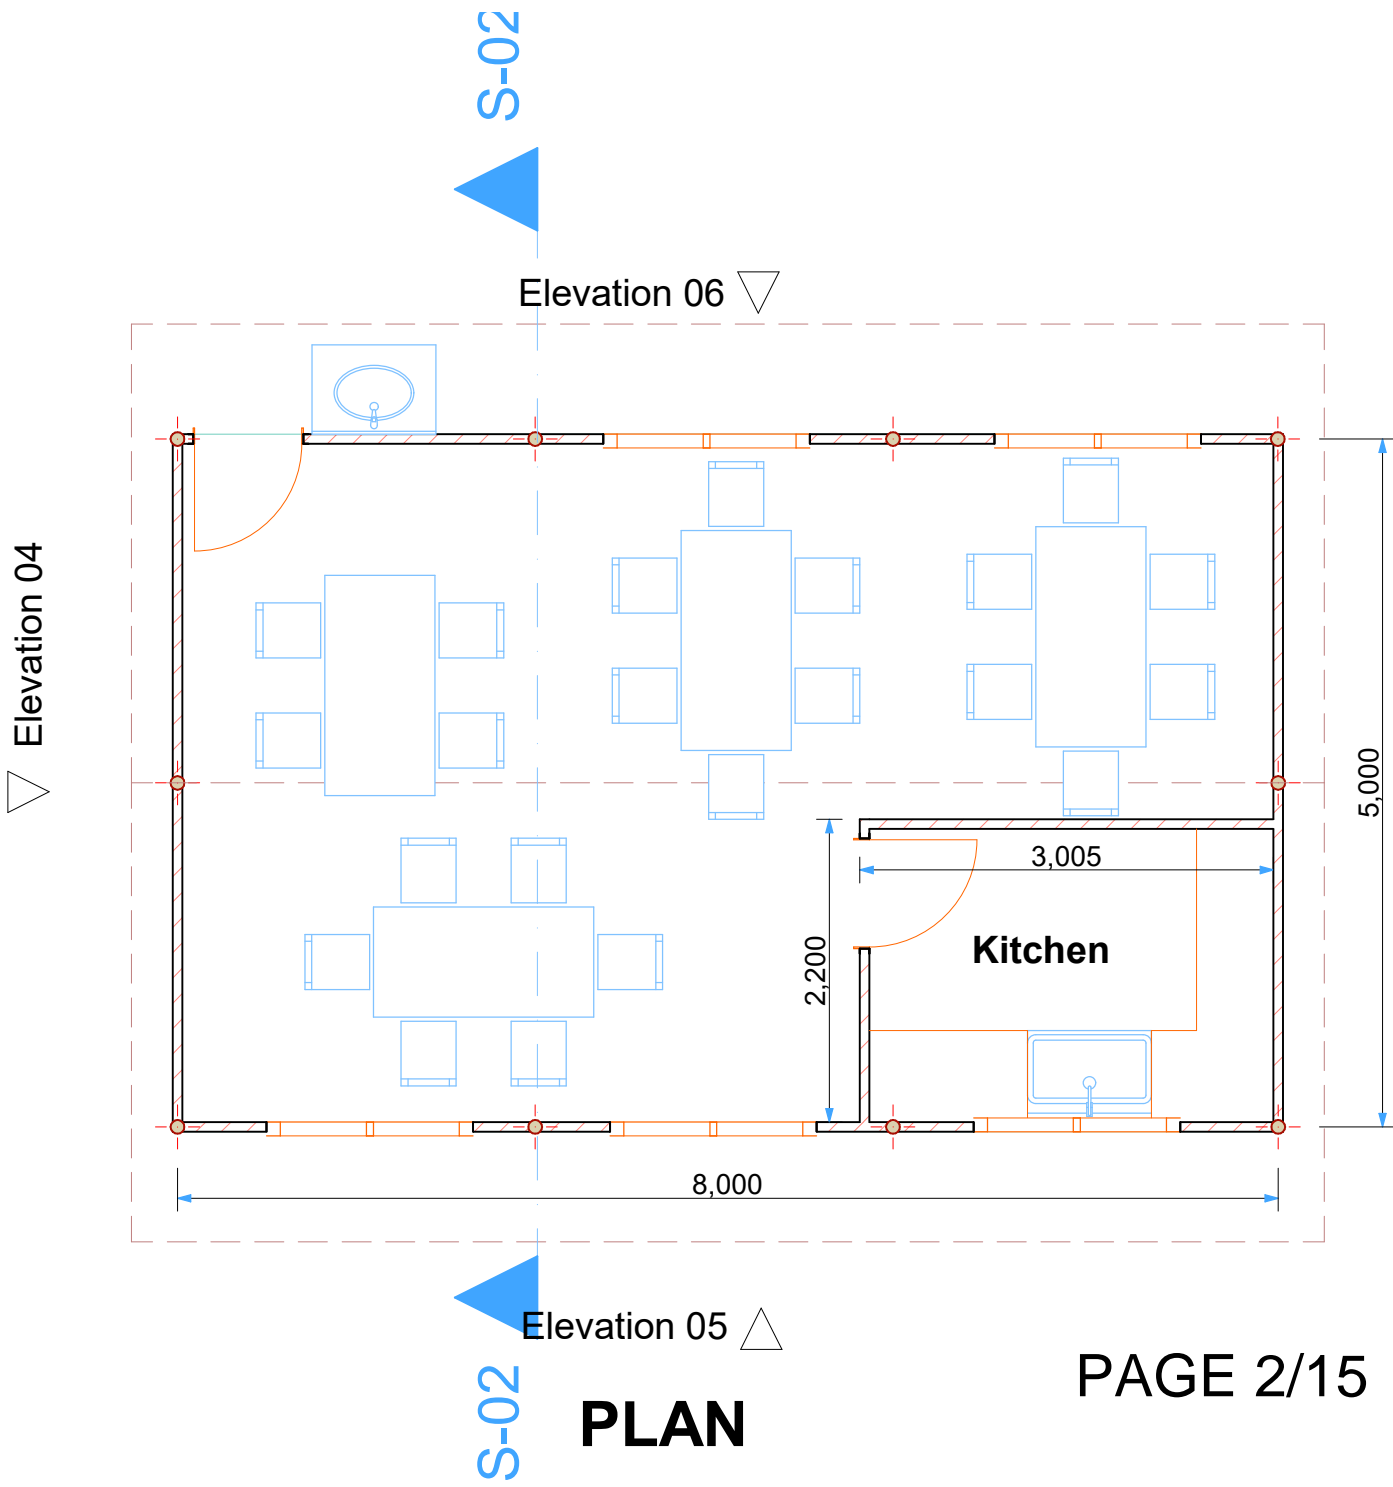 S-02
Elevation 06
Elevation 04
5,000
3,005
Kitchen
2,200
8,000
Elevation 05
PAGE 2/15
S-02
PLAN